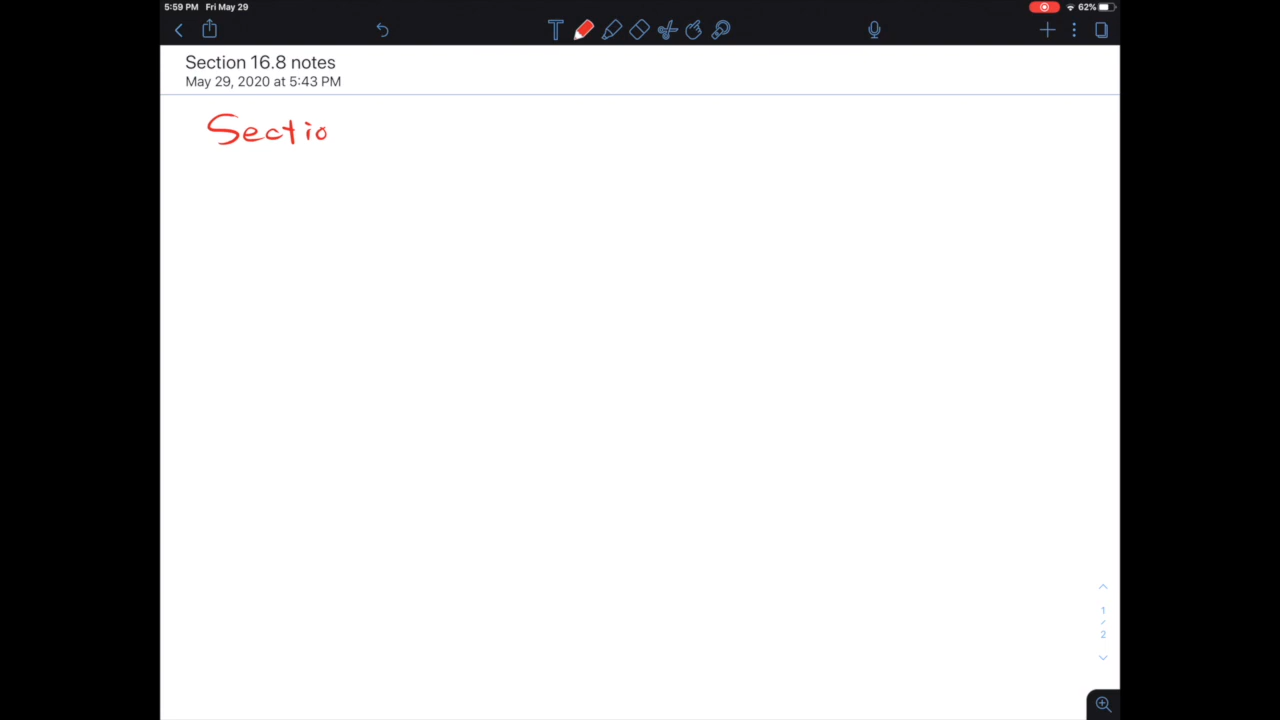 5:59 PM Fri May 29 62%
Section 16.8 notes
May 29, 2020 at 5:43 PM
Sectio
1
/
2